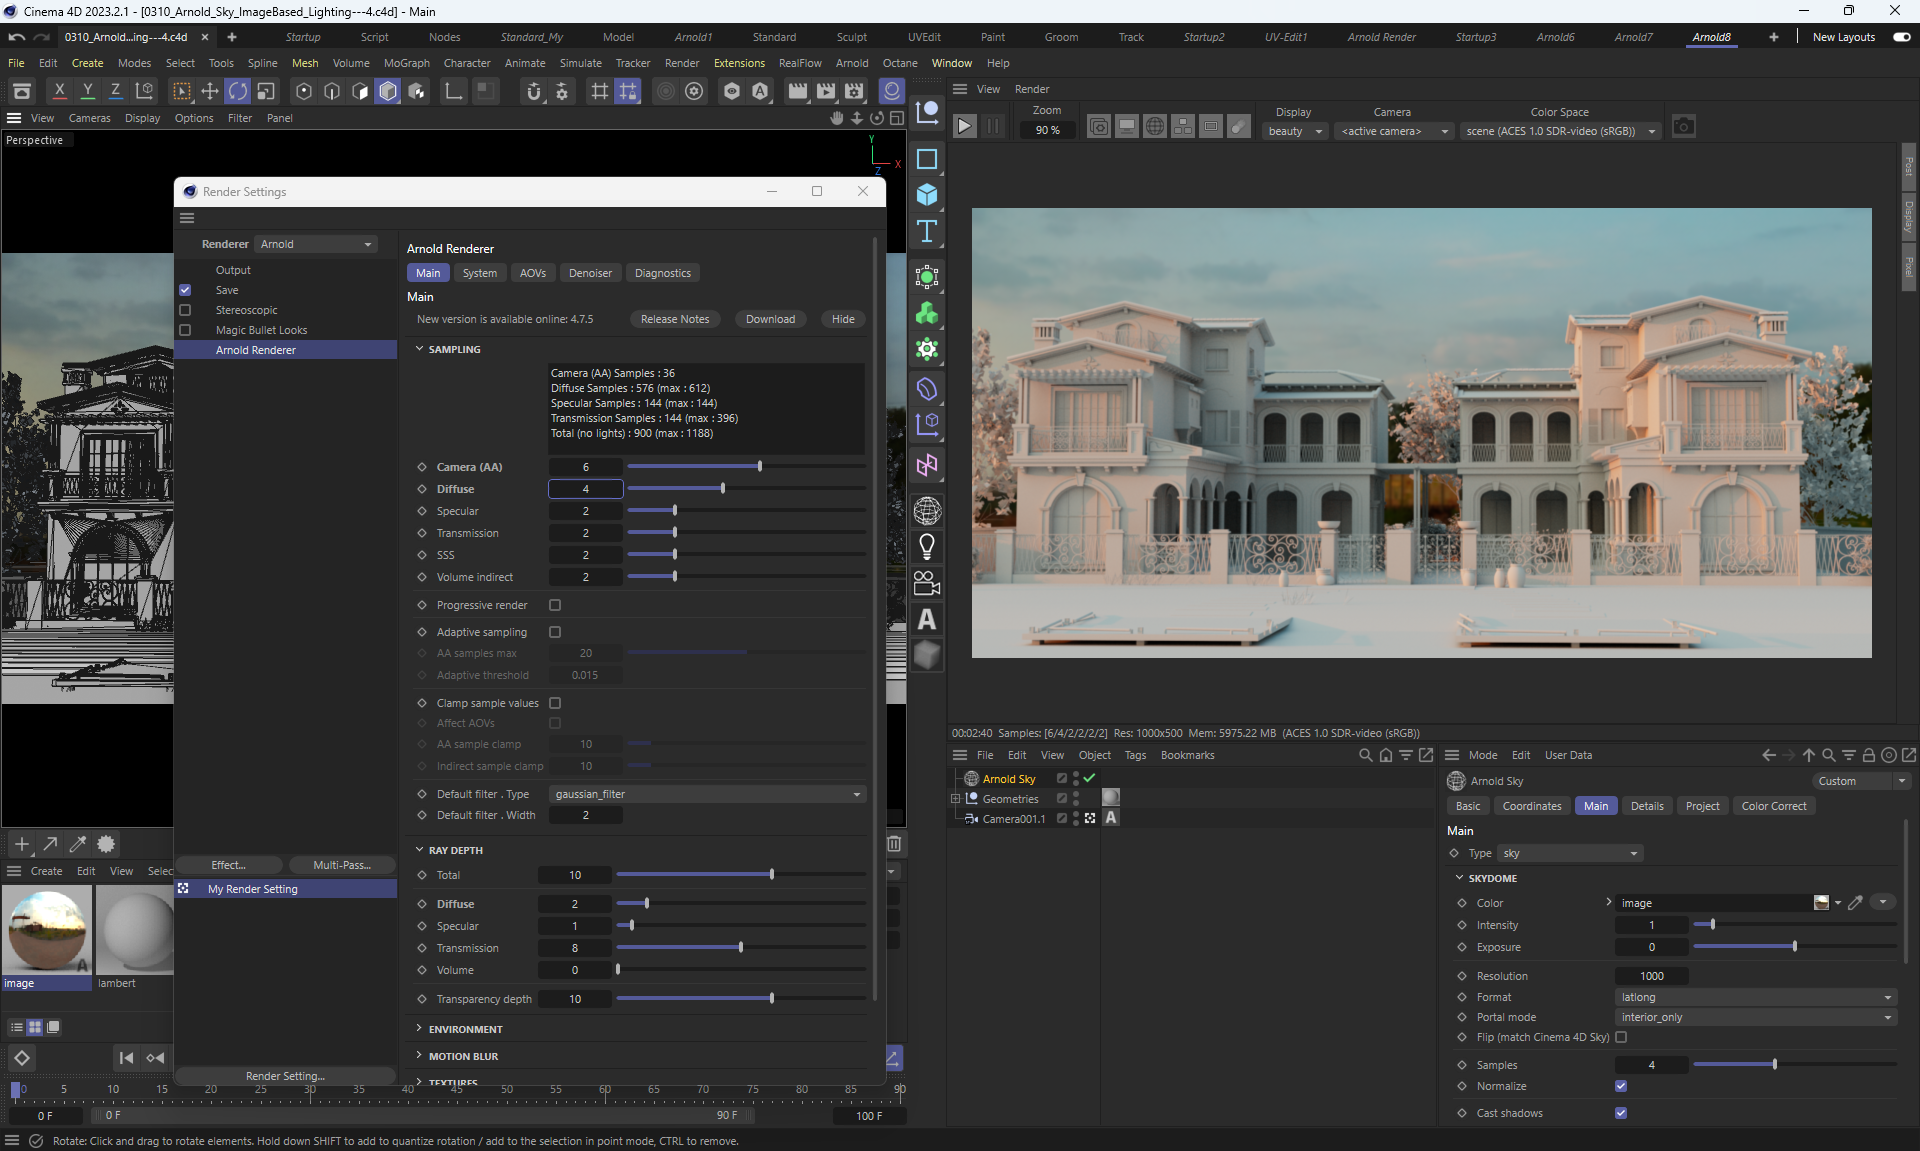 Cinema 4D 2023.2.1 - [0310_Arnold_Sky_ImageBased_Lighting---4.c4d] - Main
0310_Arnold...ing---4.c4d
Startup
Script
Nodes
Standard_My
Model
Arnold1
Standard
Sculpt
UVEdit
Paint
Groom
Track
Startup2
UV-Edit1
Arnold Render
Startup3
Arnold6
Arnold7
Arnold8
New Layouts
File Edit Create Modes Select Tools Spline Mesh Volume MoGraph Character Animate Simulate Tracker Render Extensions RealFlow Arnold Octane Window Help
X Y Z
View Cameras Display Options Filter Panel
Perspective
Y
X
Z
Render Settings
Renderer Arnold
Output
Save
Stereoscopic
Magic Bullet Looks
Arnold Renderer
Effect... Multi-Pass...
My Render Setting
Render Setting...
Arnold Renderer
Main System AOVs Denoiser Diagnostics
Main
New version is available online: 4.7.5 Release Notes Download Hide
SAMPLING
Camera (AA) Samples : 36
Diffuse Samples : 576 (max : 612)
Specular Samples : 144 (max : 144)
Transmission Samples : 144 (max : 396)
Total (no lights) : 900 (max : 1188)
Camera (AA) 6
Diffuse 4
Specular 2
Transmission 2
SSS 2
Volume indirect 2
Progressive render
Adaptive sampling
AA samples max 20
Adaptive threshold 0.015
Clamp sample values
Affect AOVs
AA sample clamp 10
Indirect sample clamp 10
Default filter . Type gaussian_filter
Default filter . Width 2
RAY DEPTH
Total 10
Diffuse 2
Specular 1
Transmission 8
Volume 0
Transparency depth 10
ENVIRONMENT
MOTION BLUR
TEXTURES
Create Edit View Selec
image lambert
0 5 10 15 20 25 30 35 40 45 50 55 60 65 70 75 80 85 90
0 F 0 F 90 F 100 F
Rotate: Click and drag to rotate elements. Hold down SHIFT to add to quantize rotation / add to the selection in point mode, CTRL to remove.
View Render
Zoom
90 %
Display
beauty
Camera
<active camera>
Color Space
scene (ACES 1.0 SDR-video (sRGB))
Post
Display
Pixel
00:02:40 Samples: [6/4/2/2/2/2] Res: 1000x500 Mem: 5975.22 MB (ACES 1.0 SDR-video (sRGB))
File Edit View Object Tags Bookmarks
Arnold Sky
Geometries
Camera001.1
Mode Edit User Data
Arnold Sky Custom
Basic Coordinates Main Details Project Color Correct
Main
Type sky
SKYDOME
Color image
Intensity 1
Exposure 0
Resolution 1000
Format latlong
Portal mode interior_only
Flip (match Cinema 4D Sky)
Samples 4
Normalize
Cast shadows